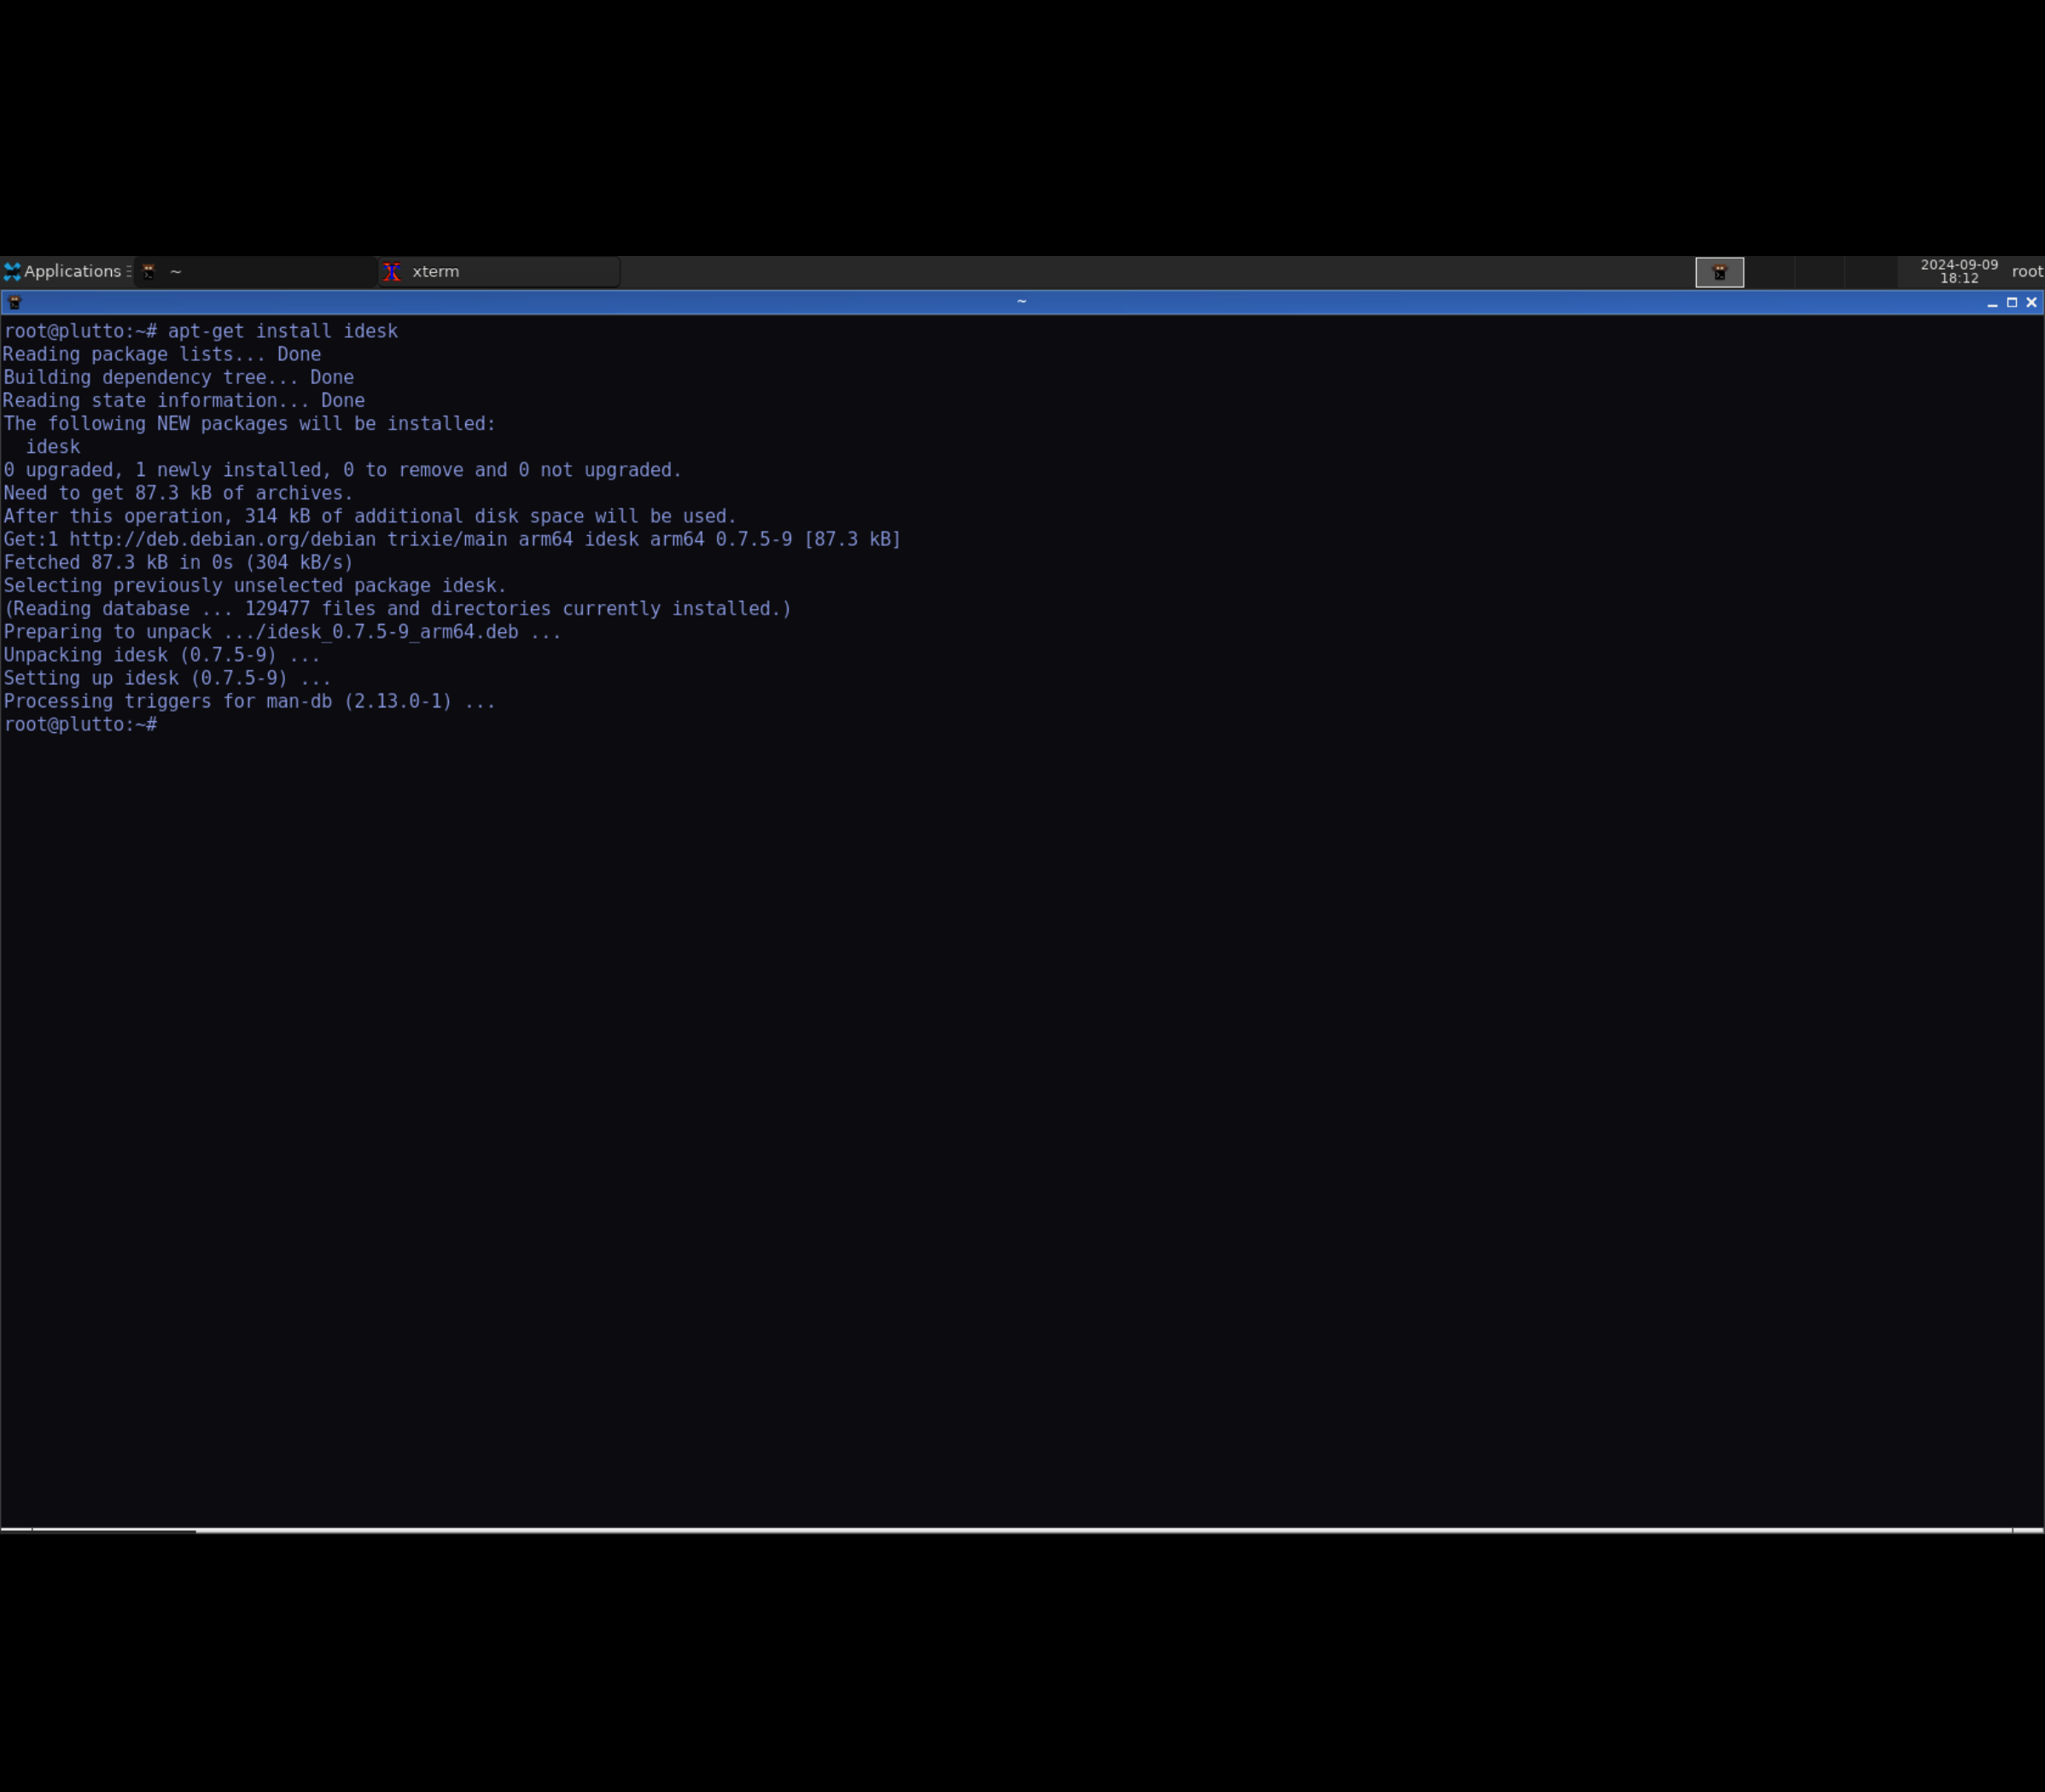 Applications ~ xterm 2024-09-09 18:12 root
~
root@plutto:~# apt-get install idesk
Reading package lists... Done
Building dependency tree... Done
Reading state information... Done
The following NEW packages will be installed:
  idesk
0 upgraded, 1 newly installed, 0 to remove and 0 not upgraded.
Need to get 87.3 kB of archives.
After this operation, 314 kB of additional disk space will be used.
Get:1 http://deb.debian.org/debian trixie/main arm64 idesk arm64 0.7.5-9 [87.3 kB]
Fetched 87.3 kB in 0s (304 kB/s)
Selecting previously unselected package idesk.
(Reading database ... 129477 files and directories currently installed.)
Preparing to unpack .../idesk_0.7.5-9_arm64.deb ...
Unpacking idesk (0.7.5-9) ...
Setting up idesk (0.7.5-9) ...
Processing triggers for man-db (2.13.0-1) ...
root@plutto:~#